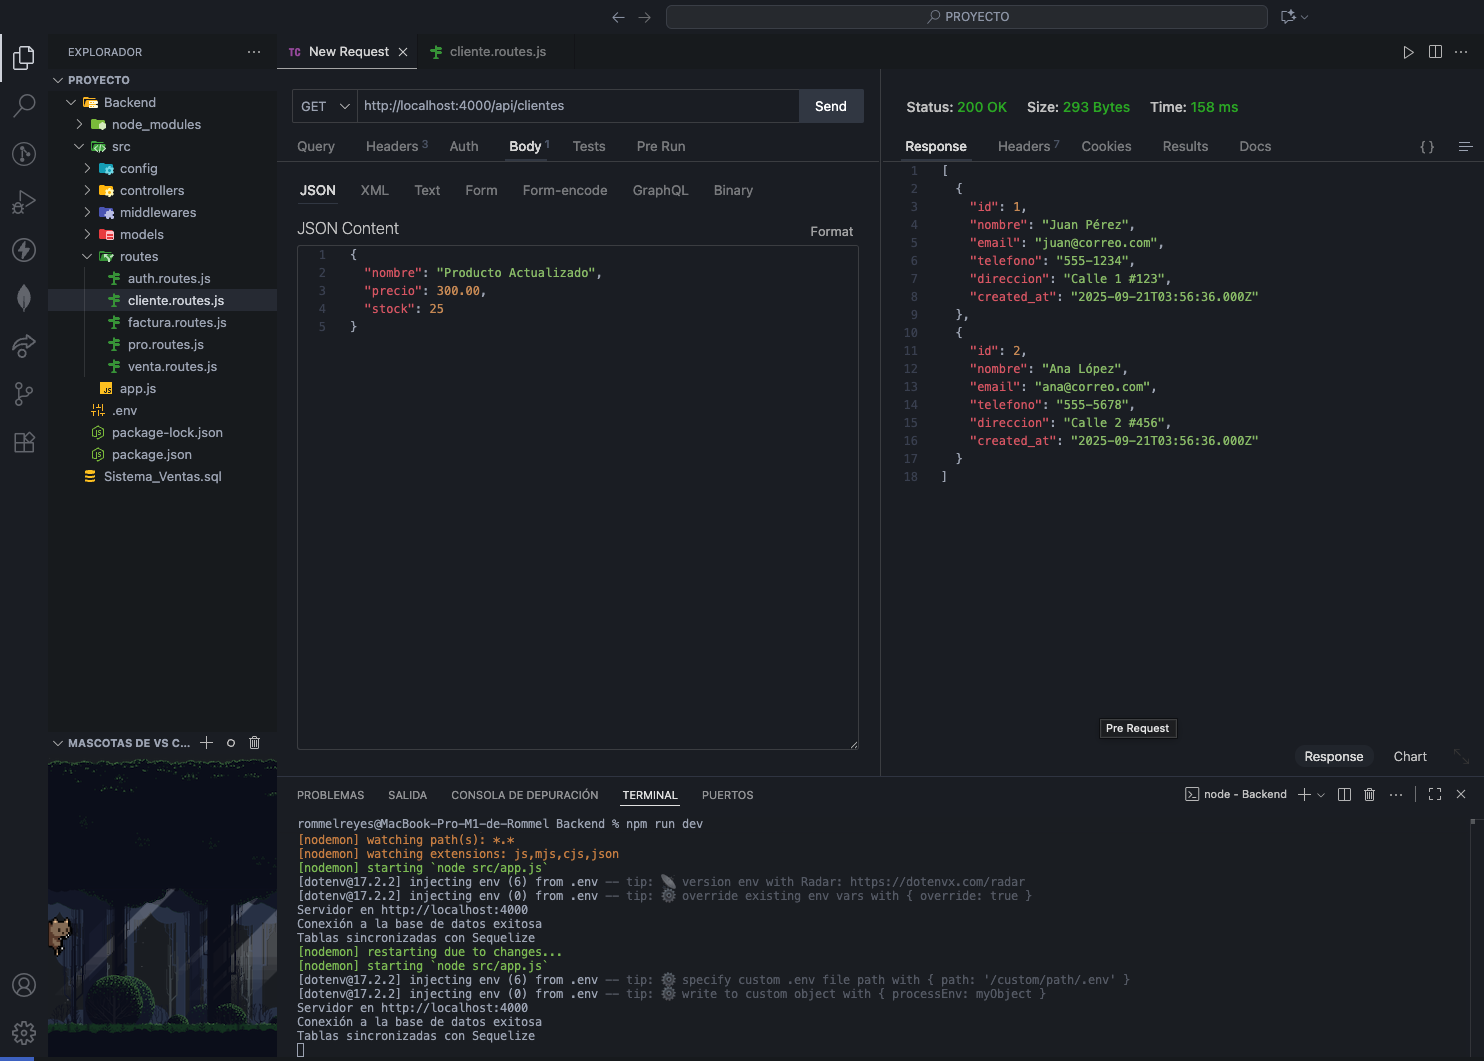 PROYECTO
EXPLORADOR
PROYECTO
Backend
node_modules
src
config
controllers
middlewares
models
routes
auth.routes.js
cliente.routes.js
factura.routes.js
pro.routes.js
venta.routes.js
app.js
.env
package-lock.json
package.json
Sistema_Ventas.sql
MASCOTAS DE VS C...
TC New Request
cliente.routes.js
GET http://localhost:4000/api/clientes Send
Query Headers 3 Auth Body 1 Tests Pre Run
JSON XML Text Form Form-encode GraphQL Binary
JSON Content Format
1 {
2 "nombre": "Producto Actualizado",
3 "precio": 300.00,
4 "stock": 25
5 }
Status: 200 OK Size: 293 Bytes Time: 158 ms
Response Headers 7 Cookies Results Docs { }
1 [
2 {
3 "id": 1,
4 "nombre": "Juan Pérez",
5 "email": "juan@correo.com",
6 "telefono": "555-1234",
7 "direccion": "Calle 1 #123",
8 "created_at": "2025-09-21T03:56:36.000Z"
9 },
10 {
11 "id": 2,
12 "nombre": "Ana López",
13 "email": "ana@correo.com",
14 "telefono": "555-5678",
15 "direccion": "Calle 2 #456",
16 "created_at": "2025-09-21T03:56:36.000Z"
17 }
18 ]
Pre Request
Response Chart
PROBLEMAS SALIDA CONSOLA DE DEPURACIÓN TERMINAL PUERTOS
node - Backend
rommelreyes@MacBook-Pro-M1-de-Rommel Backend % npm run dev
[nodemon] watching path(s): *.*
[nodemon] watching extensions: js,mjs,cjs,json
[nodemon] starting `node src/app.js`
[dotenv@17.2.2] injecting env (6) from .env -- tip: version env with Radar: https://dotenvx.com/radar
[dotenv@17.2.2] injecting env (0) from .env -- tip: ⚙️ override existing env vars with { override: true }
Servidor en http://localhost:4000
Conexión a la base de datos exitosa
Tablas sincronizadas con Sequelize
[nodemon] restarting due to changes...
[nodemon] starting `node src/app.js`
[dotenv@17.2.2] injecting env (6) from .env -- tip: ⚙️ specify custom .env file path with { path: '/custom/path/.env' }
[dotenv@17.2.2] injecting env (0) from .env -- tip: ⚙️ write to custom object with { processEnv: myObject }
Servidor en http://localhost:4000
Conexión a la base de datos exitosa
Tablas sincronizadas con Sequelize